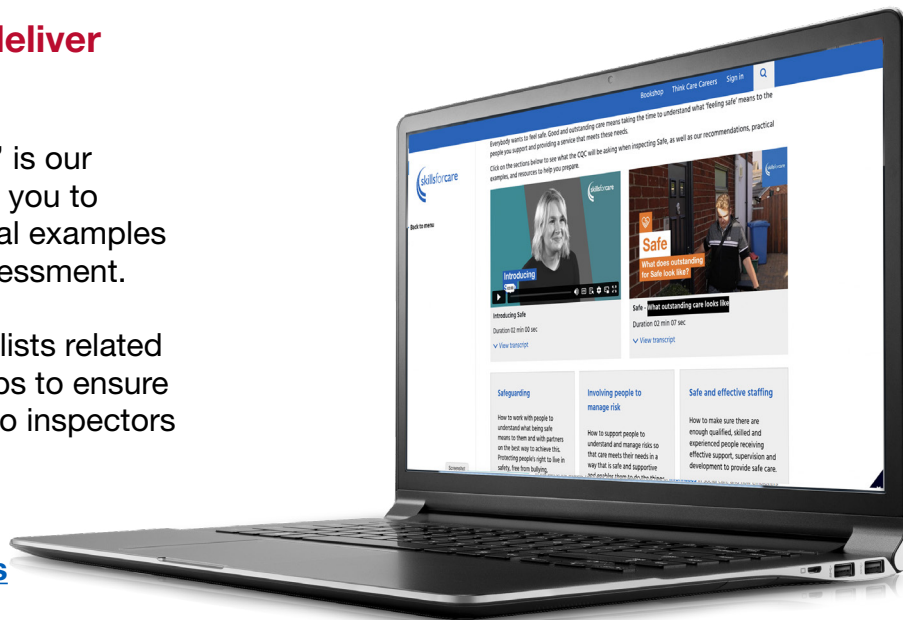 deliver
’ is our
you to
al examples
essment.
lists related
ps to ensure
o inspectors
s
Bookshop Think Care Careers Sign in
Everybody wants to feel safe. Good and outstanding care means taking the time to understand what ‘feeling safe’ means to the
people you support and providing a service that meets these needs.
Click on the sections below to see what the CQC will be asking when inspecting Safe, as well as our recommendations, practical
examples, and resources to help you prepare.
skillsforcare
Back to menu
skillsforcare
Introducing
Safe
What does outstanding
for Safe look like?
Introducing Safe
Duration 02 min 00 sec
View transcript
Safe - What outstanding care looks like
Duration 02 min 07 sec
View transcript
Safeguarding
How to work with people to
understand what being safe
means to them and with partners
on the best way to achieve this.
Protecting people's right to live in
safety, free from bullying,
Involving people to
manage risk
How to support people to
understand and manage risks so
that care meets their needs in a
way that is safe and supportive
and enables them to do the things
Safe and effective staffing
How to make sure there are
enough qualified, skilled and
experienced people receiving
effective support, supervision and
development to provide safe care.
Screenshot